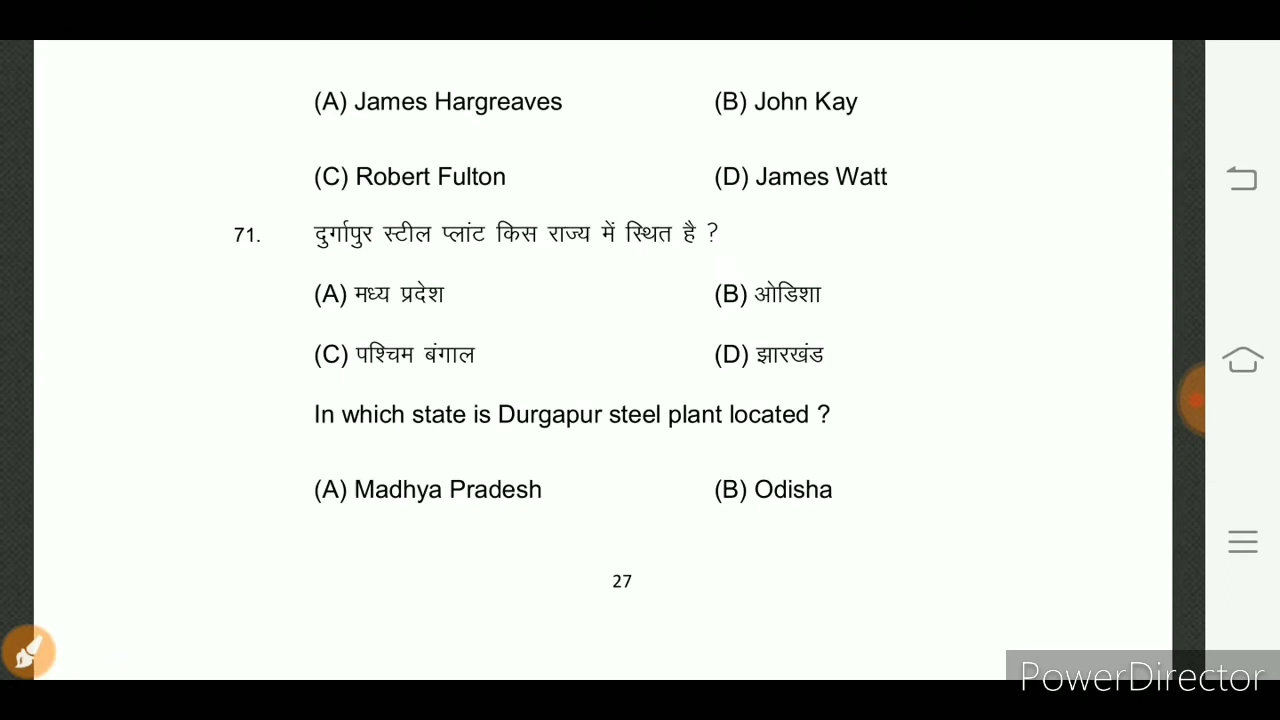 (A) James Hargreaves (B) John Kay
(C) Robert Fulton (D) James Watt
71. दुर्गापुर स्टील प्लांट किस राज्य में स्थित है ?
(A) मध्य प्रदेश (B) ओडिशा
(C) पश्चिम बंगाल (D) झारखंड
In which state is Durgapur steel plant located ?
(A) Madhya Pradesh (B) Odisha
27
PowerDirector